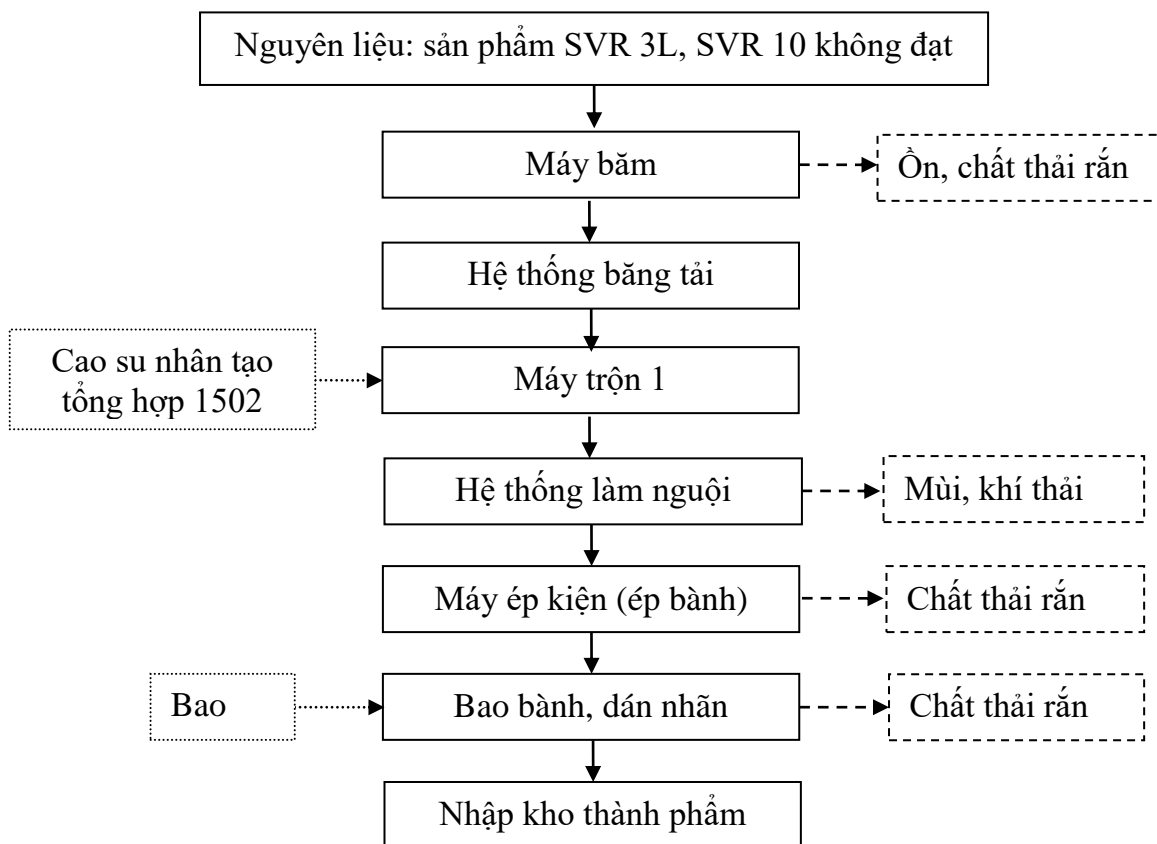 Nguyên liệu: sản phẩm SVR 3L, SVR 10 không đạt
Máy băm
Ồn, chất thải rắn
Hệ thống băng tải
Cao su nhân tạo
tổng hợp 1502
Máy trộn 1
Hệ thống làm nguội
Mùi, khí thải
Máy ép kiện (ép bành)
Chất thải rắn
Bao
Bao bành, dán nhãn
Chất thải rắn
Nhập kho thành phẩm